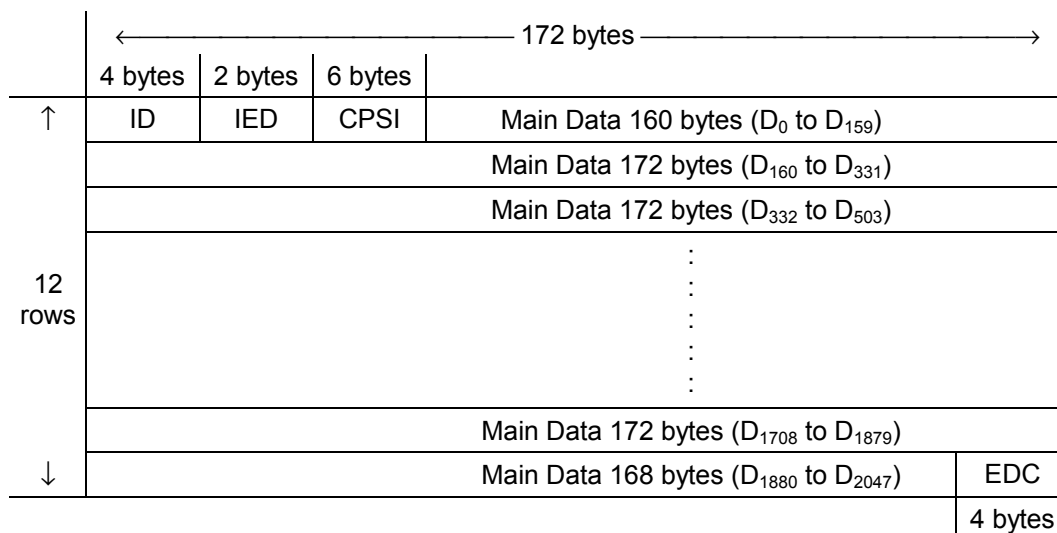 ← 172 bytes →
4 bytes 2 bytes 6 bytes
↑ ID IED CPSI Main Data 160 bytes (D0 to D159)
Main Data 172 bytes (D160 to D331)
Main Data 172 bytes (D332 to D503)
:
:
12 :
rows :
:
:
Main Data 172 bytes (D1708 to D1879)
↓ Main Data 168 bytes (D1880 to D2047) EDC
4 bytes